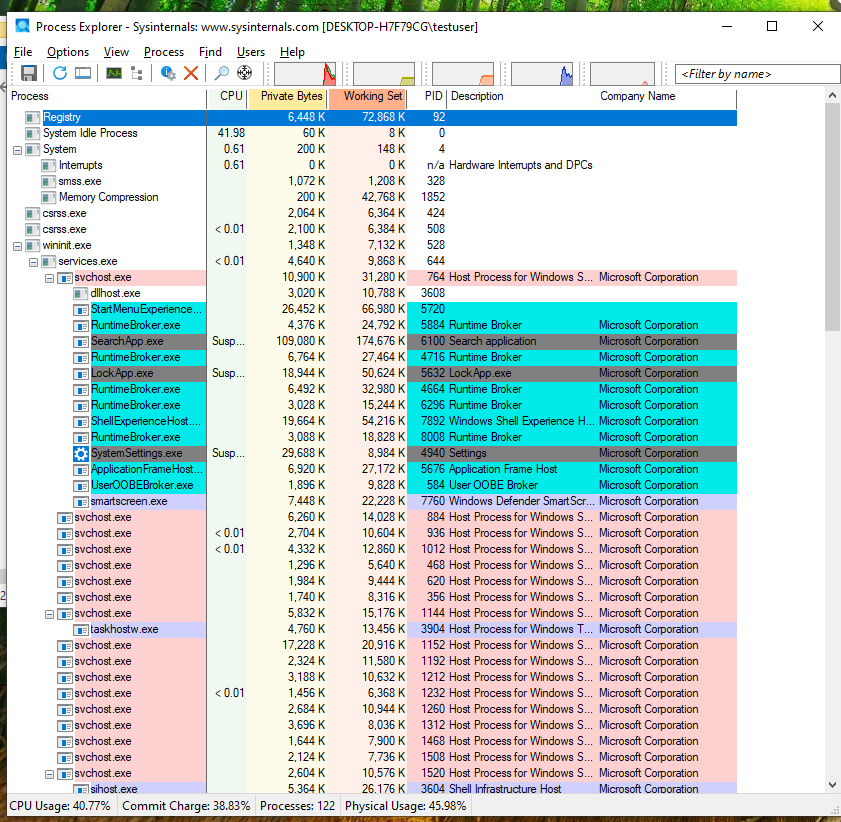 Process Explorer - Sysinternals: www.sysinternals.com [DESKTOP-H7F79CG\testuser]
File Options View Process Find Users Help
<Filter by name>
Process CPU Private Bytes Working Set PID Description Company Name
Registry 6,448 K 72,868 K 92
System Idle Process 41.98 60 K 8 K 0
System 0.61 200 K 148 K 4
Interrupts 0.61 0 K 0 K n/a Hardware Interrupts and DPCs
smss.exe 1,072 K 1,208 K 328
Memory Compression 200 K 42,768 K 1852
csrss.exe 2,064 K 6,364 K 424
csrss.exe < 0.01 2,100 K 6,384 K 508
wininit.exe 1,348 K 7,132 K 528
services.exe < 0.01 4,640 K 9,868 K 644
svchost.exe 10,900 K 31,280 K 764 Host Process for Windows S... Microsoft Corporation
dllhost.exe 3,020 K 10,788 K 3608
StartMenuExperience... 26,452 K 66,980 K 5720
RuntimeBroker.exe 4,376 K 24,792 K 5884 Runtime Broker Microsoft Corporation
SearchApp.exe Susp... 109,080 K 174,676 K 6100 Search application Microsoft Corporation
RuntimeBroker.exe 6,764 K 27,464 K 4716 Runtime Broker Microsoft Corporation
LockApp.exe Susp... 18,944 K 50,624 K 5632 LockApp.exe Microsoft Corporation
RuntimeBroker.exe 6,492 K 32,980 K 4664 Runtime Broker Microsoft Corporation
RuntimeBroker.exe 3,028 K 15,244 K 6296 Runtime Broker Microsoft Corporation
ShellExperienceHost.... 19,664 K 54,216 K 7892 Windows Shell Experience H... Microsoft Corporation
RuntimeBroker.exe 3,088 K 18,828 K 8008 Runtime Broker Microsoft Corporation
SystemSettings.exe Susp... 29,688 K 8,984 K 4940 Settings Microsoft Corporation
ApplicationFrameHost... 6,920 K 27,172 K 5676 Application Frame Host Microsoft Corporation
UserOOBEBroker.exe 1,896 K 9,828 K 584 User OOBE Broker Microsoft Corporation
smartscreen.exe 7,448 K 22,228 K 7760 Windows Defender SmartScr... Microsoft Corporation
svchost.exe 6,260 K 14,028 K 884 Host Process for Windows S... Microsoft Corporation
svchost.exe < 0.01 2,704 K 10,604 K 936 Host Process for Windows S... Microsoft Corporation
svchost.exe < 0.01 4,332 K 12,860 K 1012 Host Process for Windows S... Microsoft Corporation
svchost.exe 1,296 K 5,640 K 468 Host Process for Windows S... Microsoft Corporation
svchost.exe 1,984 K 9,444 K 620 Host Process for Windows S... Microsoft Corporation
svchost.exe 1,740 K 8,316 K 356 Host Process for Windows S... Microsoft Corporation
svchost.exe 5,832 K 15,176 K 1144 Host Process for Windows S... Microsoft Corporation
taskhostw.exe 4,760 K 13,456 K 3904 Host Process for Windows T... Microsoft Corporation
svchost.exe 17,228 K 20,916 K 1152 Host Process for Windows S... Microsoft Corporation
svchost.exe 2,324 K 11,580 K 1192 Host Process for Windows S... Microsoft Corporation
svchost.exe 3,188 K 10,632 K 1212 Host Process for Windows S... Microsoft Corporation
svchost.exe < 0.01 1,456 K 6,368 K 1232 Host Process for Windows S... Microsoft Corporation
svchost.exe 2,684 K 10,944 K 1260 Host Process for Windows S... Microsoft Corporation
svchost.exe 3,696 K 8,036 K 1312 Host Process for Windows S... Microsoft Corporation
svchost.exe 1,644 K 7,900 K 1468 Host Process for Windows S... Microsoft Corporation
svchost.exe 2,124 K 7,736 K 1508 Host Process for Windows S... Microsoft Corporation
svchost.exe 2,604 K 10,576 K 1520 Host Process for Windows S... Microsoft Corporation
sihost.exe 5,364 K 26,176 K 3604 Shell Infrastructure Host Microsoft Corporation
CPU Usage: 40.77% Commit Charge: 38.83% Processes: 122 Physical Usage: 45.98%